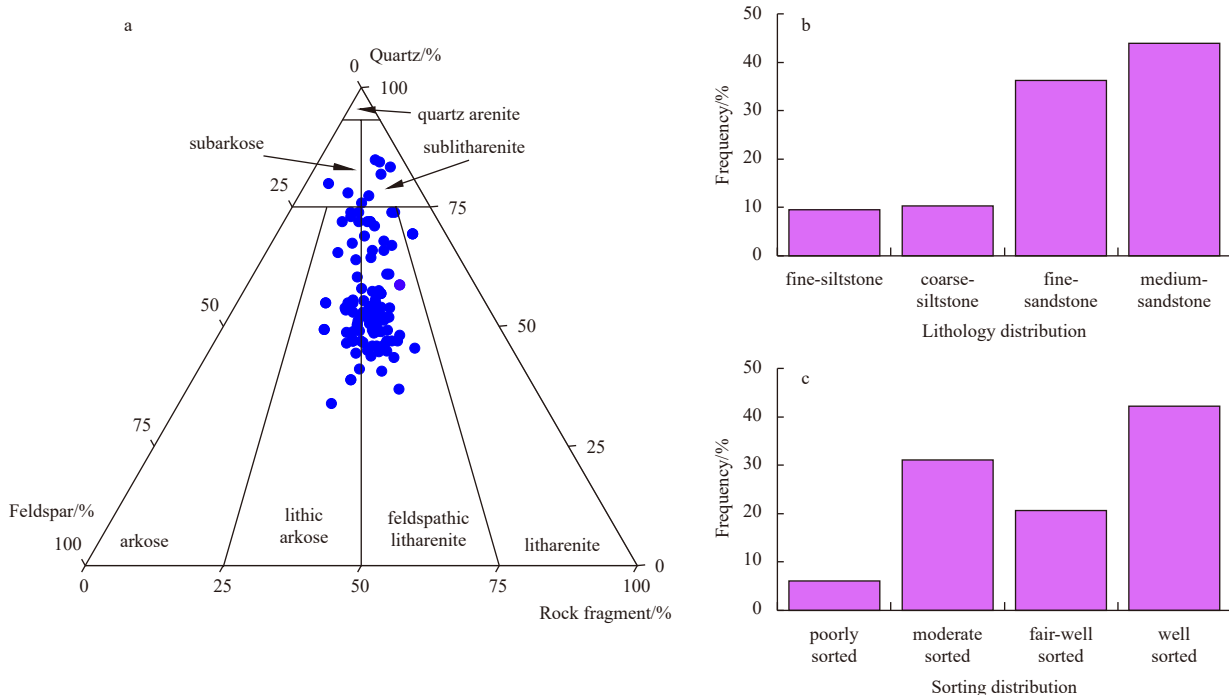 a
Quartz/%
0
100
quartz arenite
subarkose
sublitharenite
25
75
50
50
75
25
Feldspar/%
100
arkose
lithic
arkose
feldspathic
litharenite
litharenite
0
0
25
50
75
100
Rock fragment/%
b
50
40
30
20
10
0
Frequency/%
fine-siltstone
coarse-
siltstone
fine-
sandstone
medium-
sandstone
Lithology distribution
c
50
40
30
20
10
0
Frequency/%
poorly
sorted
moderate
sorted
fair-well
sorted
well
sorted
Sorting distribution